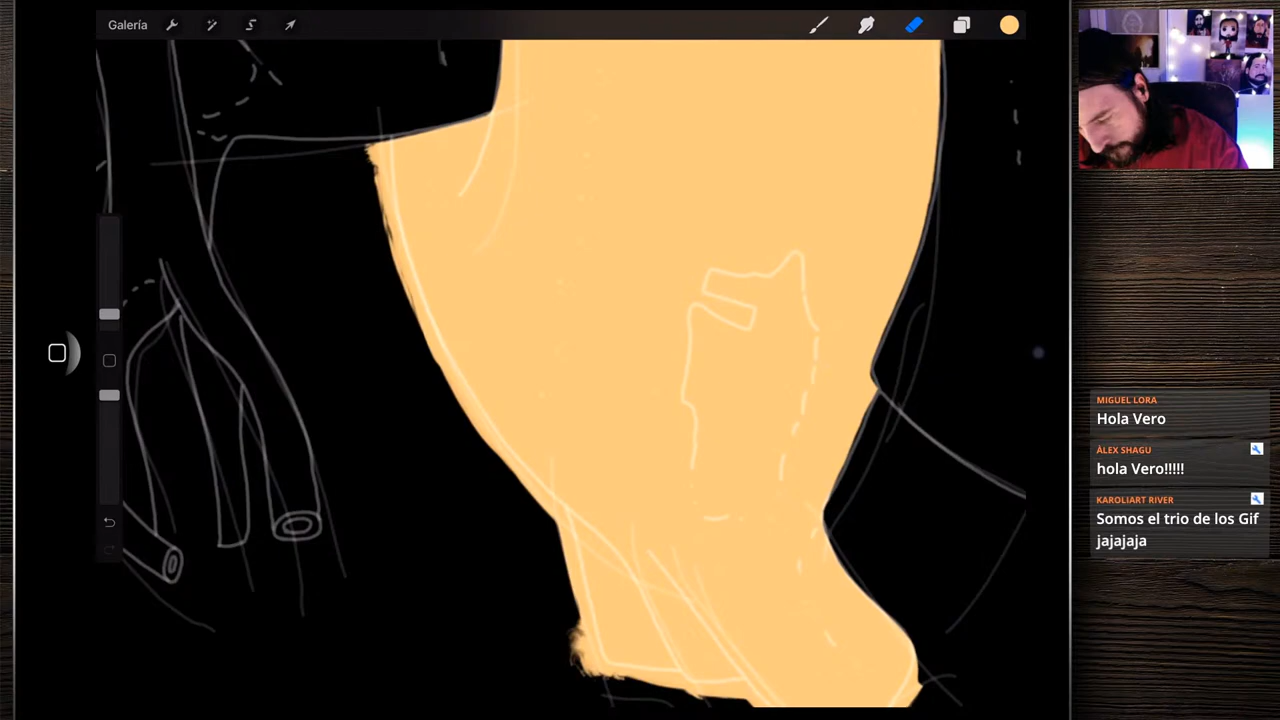 Galería
MIGUEL LORA
Hola Vero
ÁLEX SHAGU
hola Vero!!!!!
KAROLIART RIVER
Somos el trio de los Gif
jajajaja